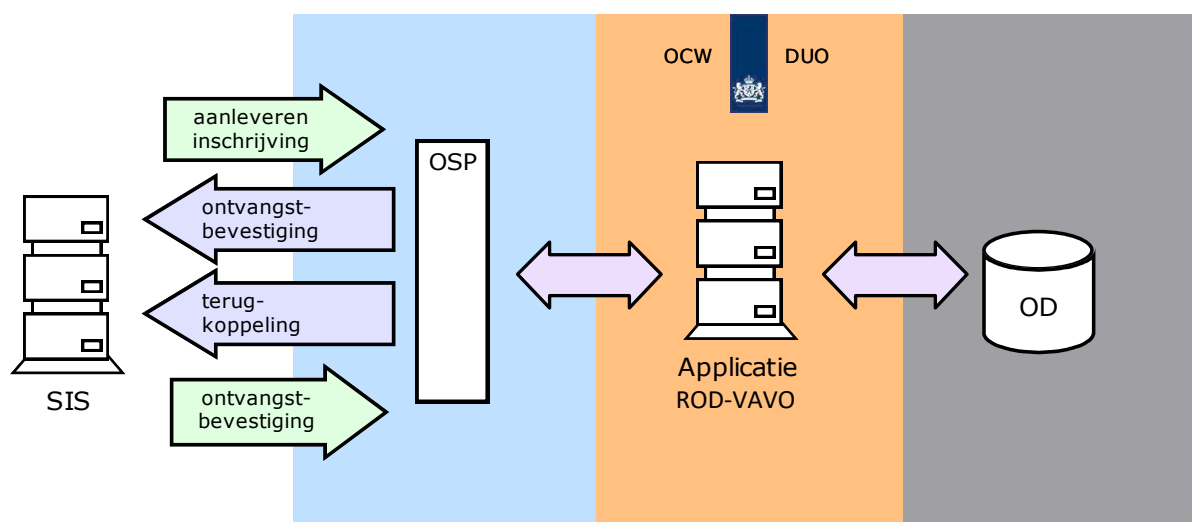 OCW DUO
aanleveren
inschrijving
OSP
ontvangst-
bevestiging
terug-
koppeling
ontvangst-
bevestiging
SIS
Applicatie
ROD-VAVO
OD